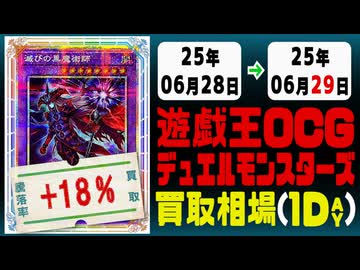 滅びの黒魔術師
買取
+18%
騰落率
25年
06月28日
25年
06月29日
遊戯王OCG
デュエルモンスターズ
買取相場(1D)